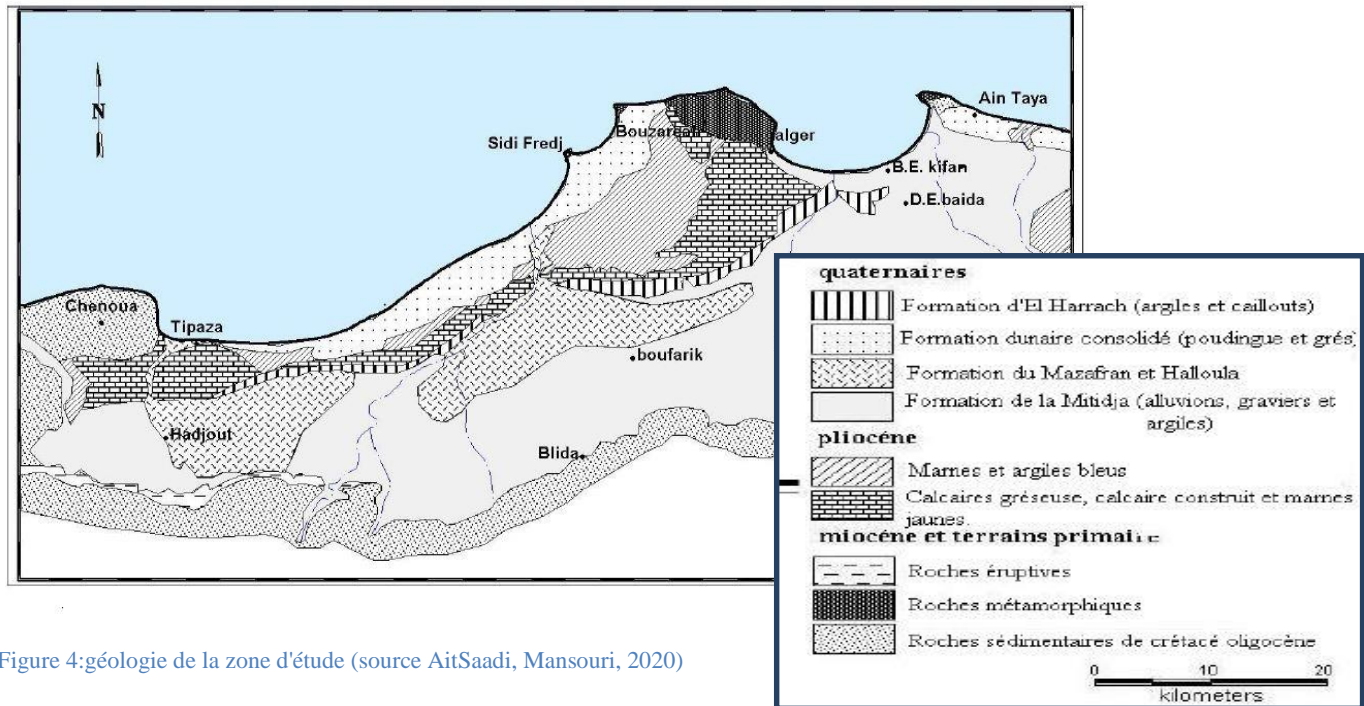 N
Ain Taya
Sidi Fredj
alger
B.E. kifan
D.E.baida
Chenoua
Tipaza
boufarik
Hadjout
Blida
quaternaires
Formation d'El Harrach (argiles et caillouts)
Formation dunaire consolidé (poudingue et grés)
Formation du Mazafran et Halloula
Formation de la Mitidja (alluvions, graviers et
argiles)
pliocéne
Marnes et argiles bleus
Calcaires gréseuse, calcaire construit et marnes
jaunes.
miocéne et terrains primaire
Roches éruptives
Roches métamorphiques
Roches sédimentaires de crétacé oligocène
0 10 20
kilometers
Figure 4:géologie de la zone d'étude (source AitSaadi, Mansouri, 2020)